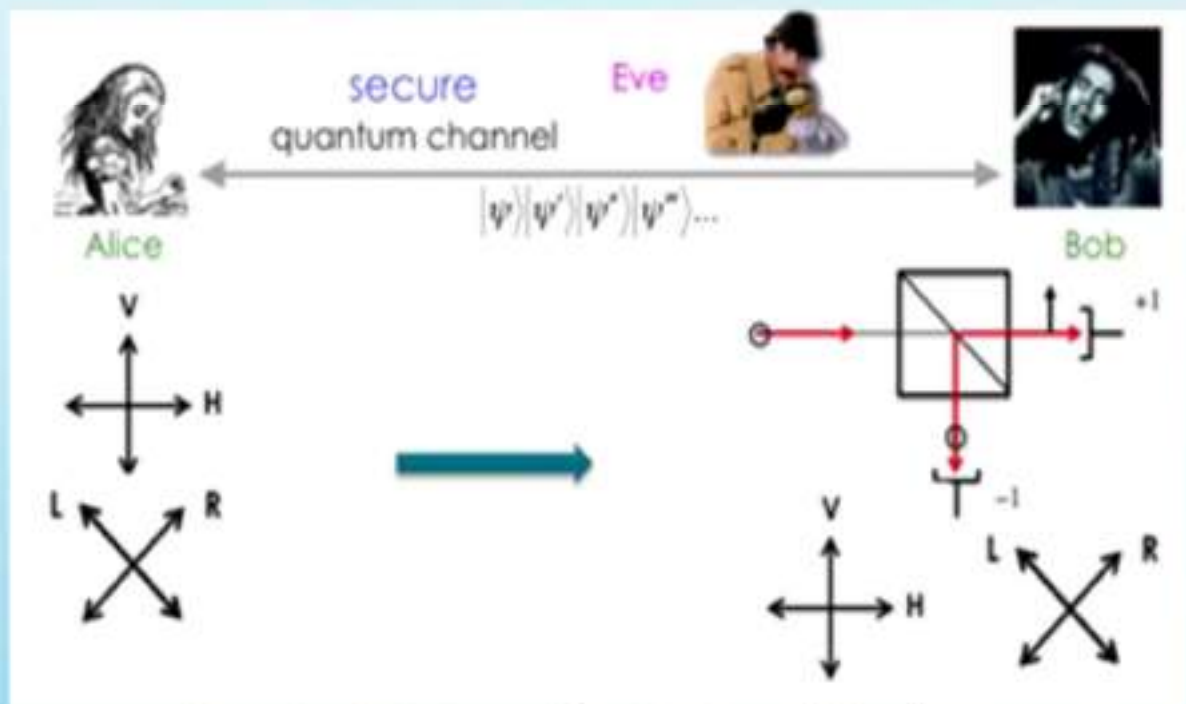 secure
Eve
quantum channel
|ψ⟩|ψ'⟩|ψ''⟩|ψ'''⟩...
Alice
Bob
V
H
L
R
+1
-1
V
H
L
R